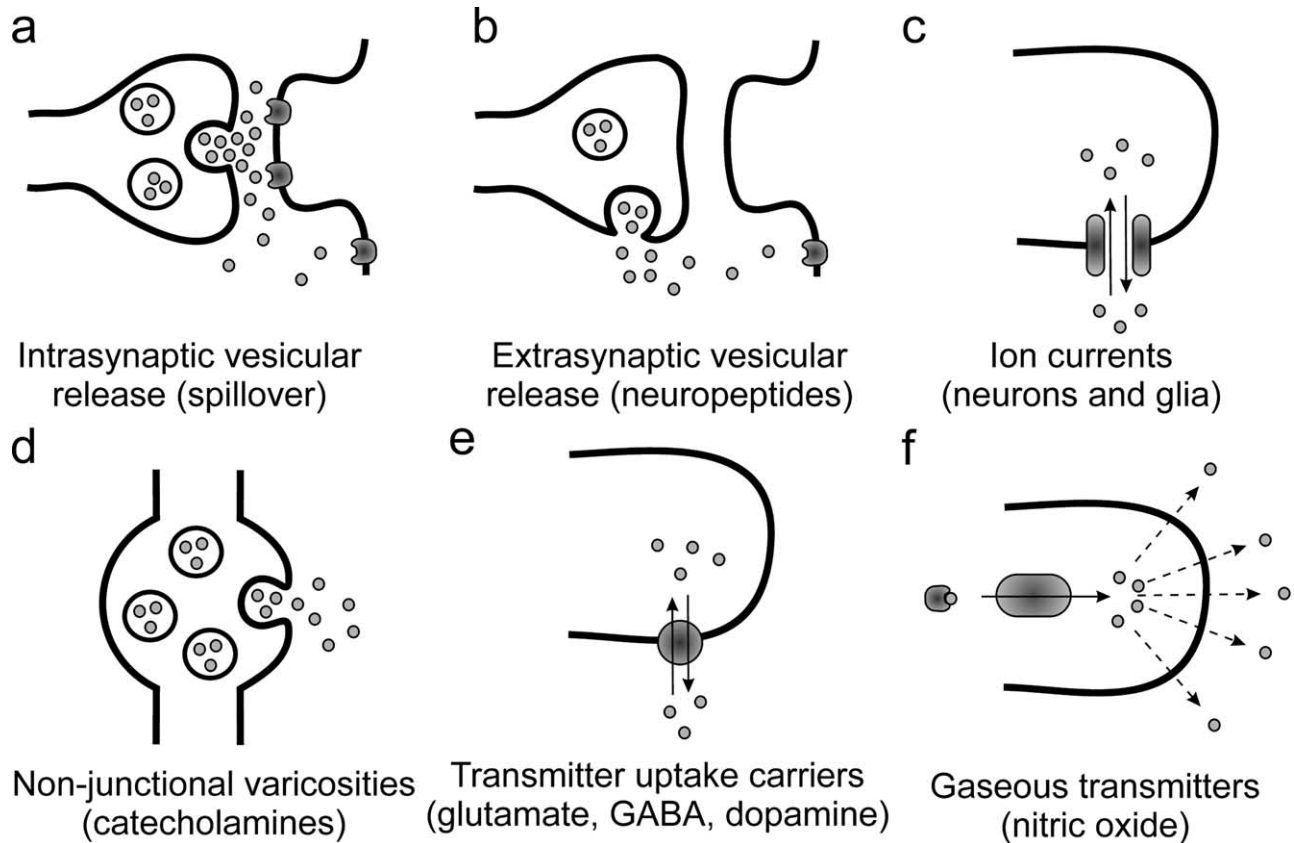 a
Intrasynaptic vesicular
release (spillover)
b
Extrasynaptic vesicular
release (neuropeptides)
c
Ion currents
(neurons and glia)
d
Non-junctional varicosities
(catecholamines)
e
Transmitter uptake carriers
(glutamate, GABA, dopamine)
f
Gaseous transmitters
(nitric oxide)